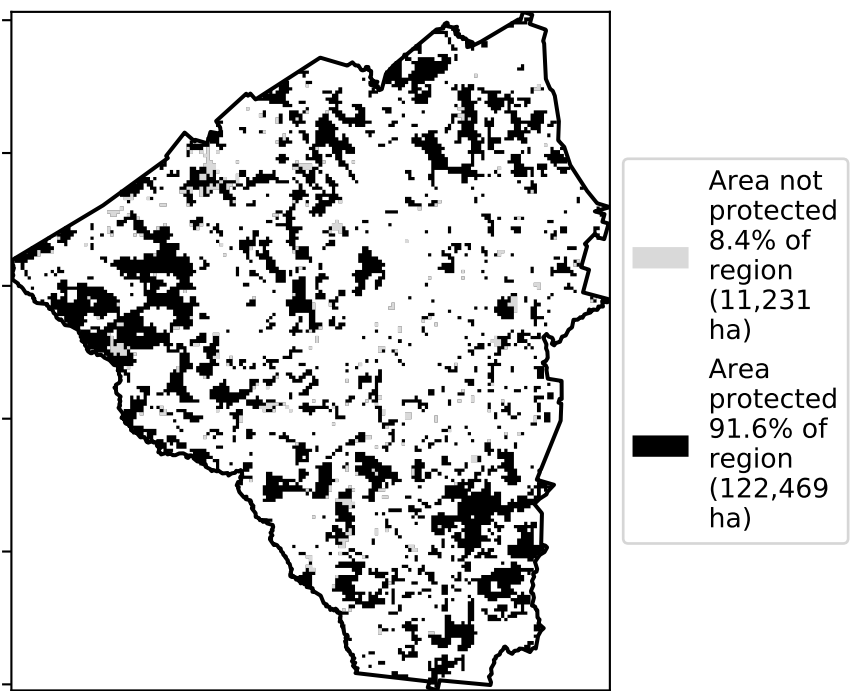 Area not
protected
8.4% of
region
(11,231
ha)
Area
protected
91.6% of
region
(122,469
ha)